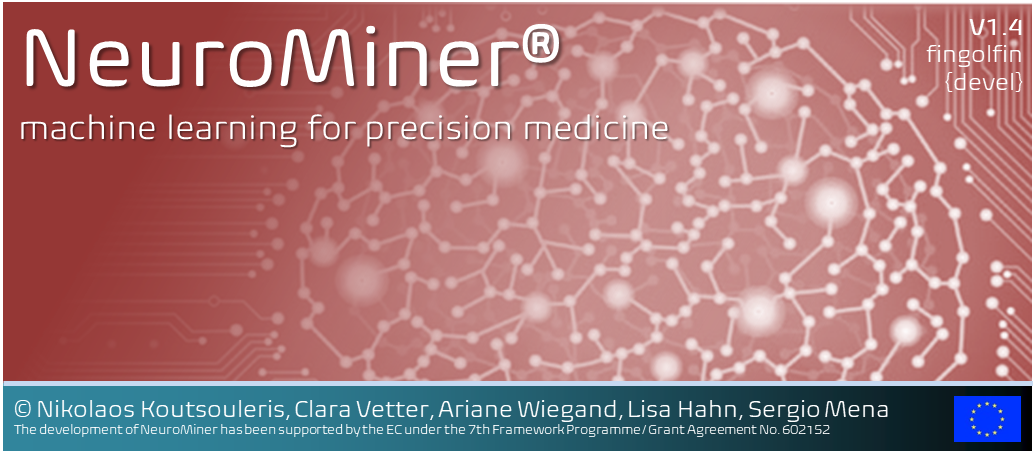 NeuroMiner®
machine learning for precision medicine
V1.4
fingolfin
{devel}
© Nikolaos Koutsouleris, Clara Vetter, Ariane Wiegand, Lisa Hahn, Sergio Mena
The development of NeuroMiner has been supported by the EC under the 7th Framework Programme / Grant Agreement No. 602152